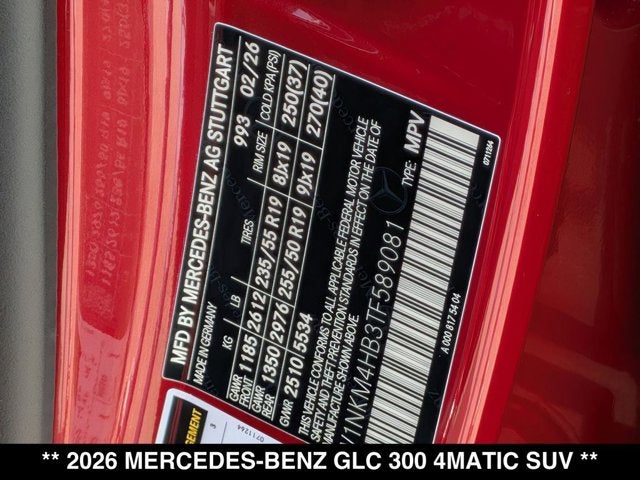 MFD BY MERCEDES-BENZ AG STUTTGART
MADE IN GERMANY 993 02/26
KG LB TIRES RIM SIZE COLD KPA(PSI)
GAWR FRONT 1185 2612 235/55 R19 8Jx19 250(37)
GAWR REAR 1350 2976 255/50 R19 9Jx19 270(40)
GVWR 2510 5534
THIS VEHICLE CONFORMS TO ALL APPLICABLE FEDERAL MOTOR VEHICLE
SAFETY AND THEFT PREVENTION STANDARDS IN EFFECT ON THE DATE OF
MANUFACTURE SHOWN ABOVE.
W1NKM4HB3TF589081 TYPE: MPV
A 000 817 54 04
0711264
0711264
** 2026 MERCEDES-BENZ GLC 300 4MATIC SUV **